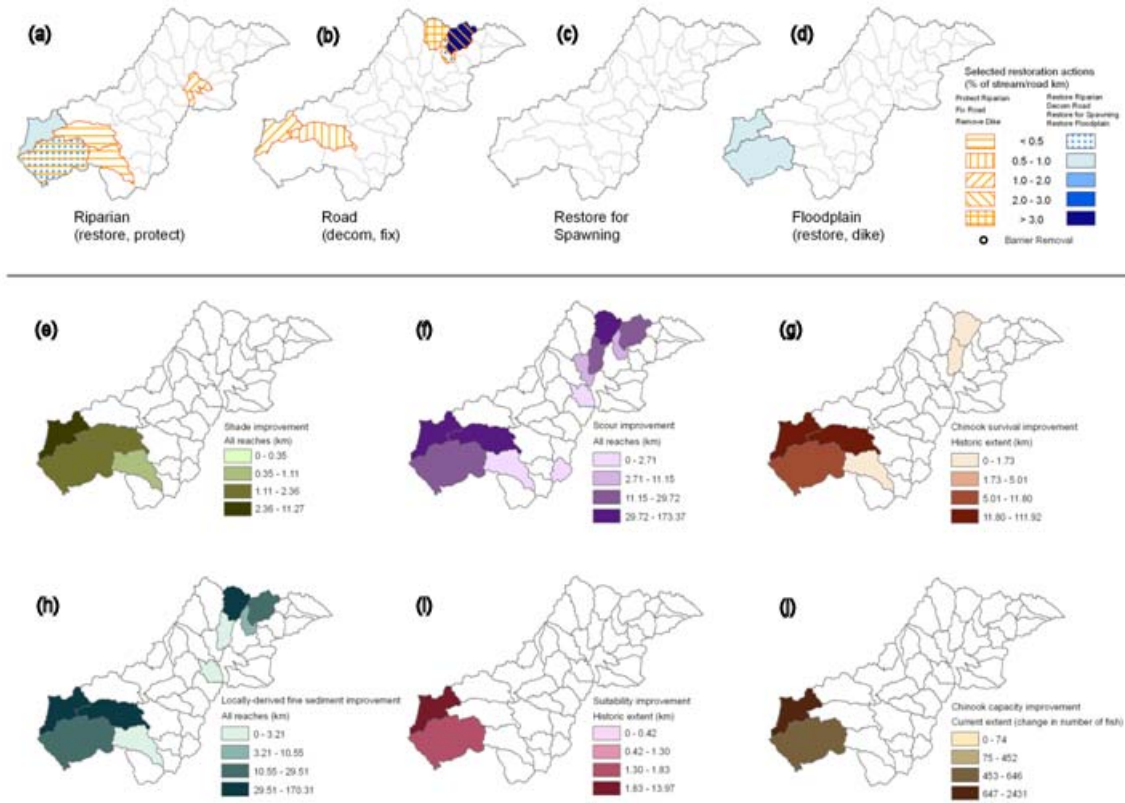 (a)
(b)
(c)
(d)
Riparian
(restore, protect)
Road
(decom, fix)
Restore for
Spawning
Floodplain
(restore, dike)
Selected restoration actions
(% of stream/road km)
Protect Riparian
Fix Road
Remove Dike
Restore Riparian
Decom Road
Restore for Spawning
Restore Floodplain
< 0.5
0.5 - 1.0
1.0 - 2.0
2.0 - 3.0
> 3.0
Barrier Removal
(e)
Shade improvement
All reaches (km)
0 - 0.35
0.35 - 1.11
1.11 - 2.36
2.36 - 11.27
(f)
Scour improvement
All reaches (km)
0 - 2.71
2.71 - 11.15
11.15 - 29.72
29.72 - 173.37
(g)
Chinook survival improvement
Historic extent (km)
0 - 1.73
1.73 - 5.01
5.01 - 11.80
11.80 - 111.92
(h)
Locally-derived fine sediment improvement
All reaches (km)
0 - 3.21
3.21 - 10.55
10.55 - 29.51
29.51 - 170.31
(i)
Suitability improvement
Historic extent (km)
0 - 0.42
0.42 - 1.30
1.30 - 1.83
1.83 - 13.97
(j)
Chinook capacity improvement
Current extent (change in number of fish)
0 - 74
75 - 452
453 - 646
647 - 2431